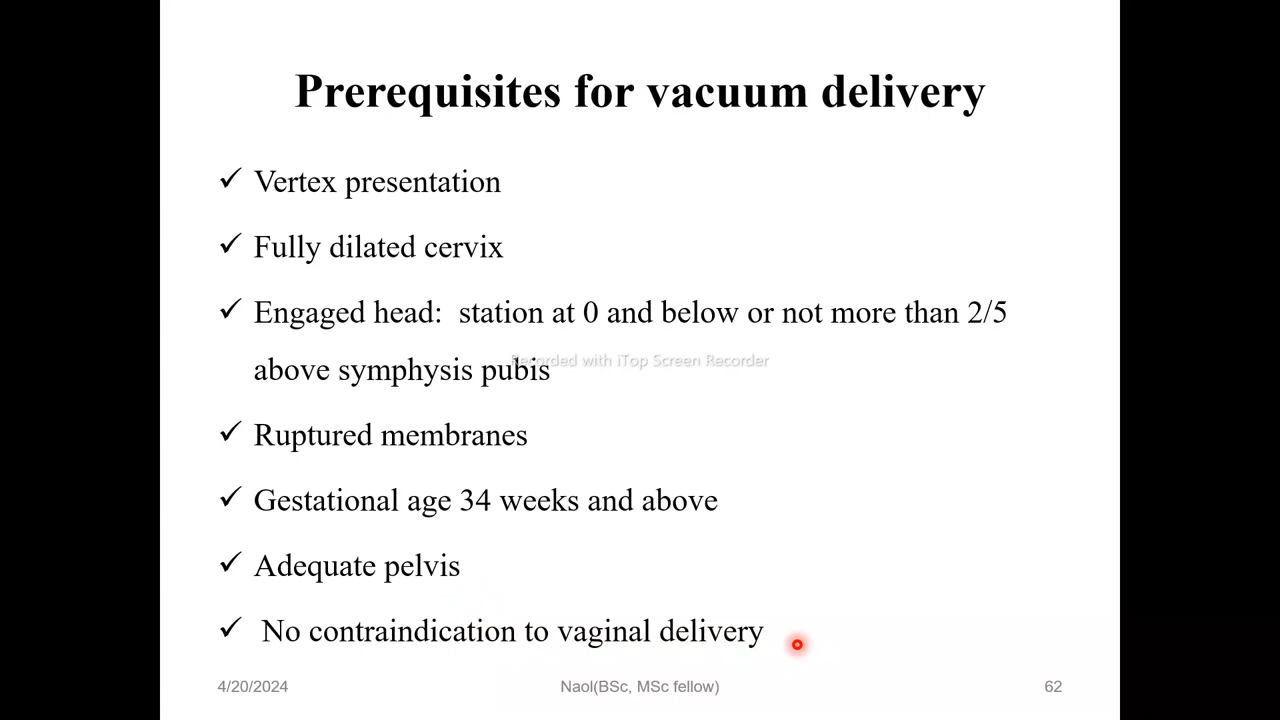 Prerequisites for vacuum delivery
✓ Vertex presentation
✓ Fully dilated cervix
✓ Engaged head: station at 0 and below or not more than 2/5
above symphysis pubis
Recorded with iTop Screen Recorder
✓ Ruptured membranes
✓ Gestational age 34 weeks and above
✓ Adequate pelvis
✓ No contraindication to vaginal delivery
4/20/2024 Naol(BSc, MSc fellow) 62